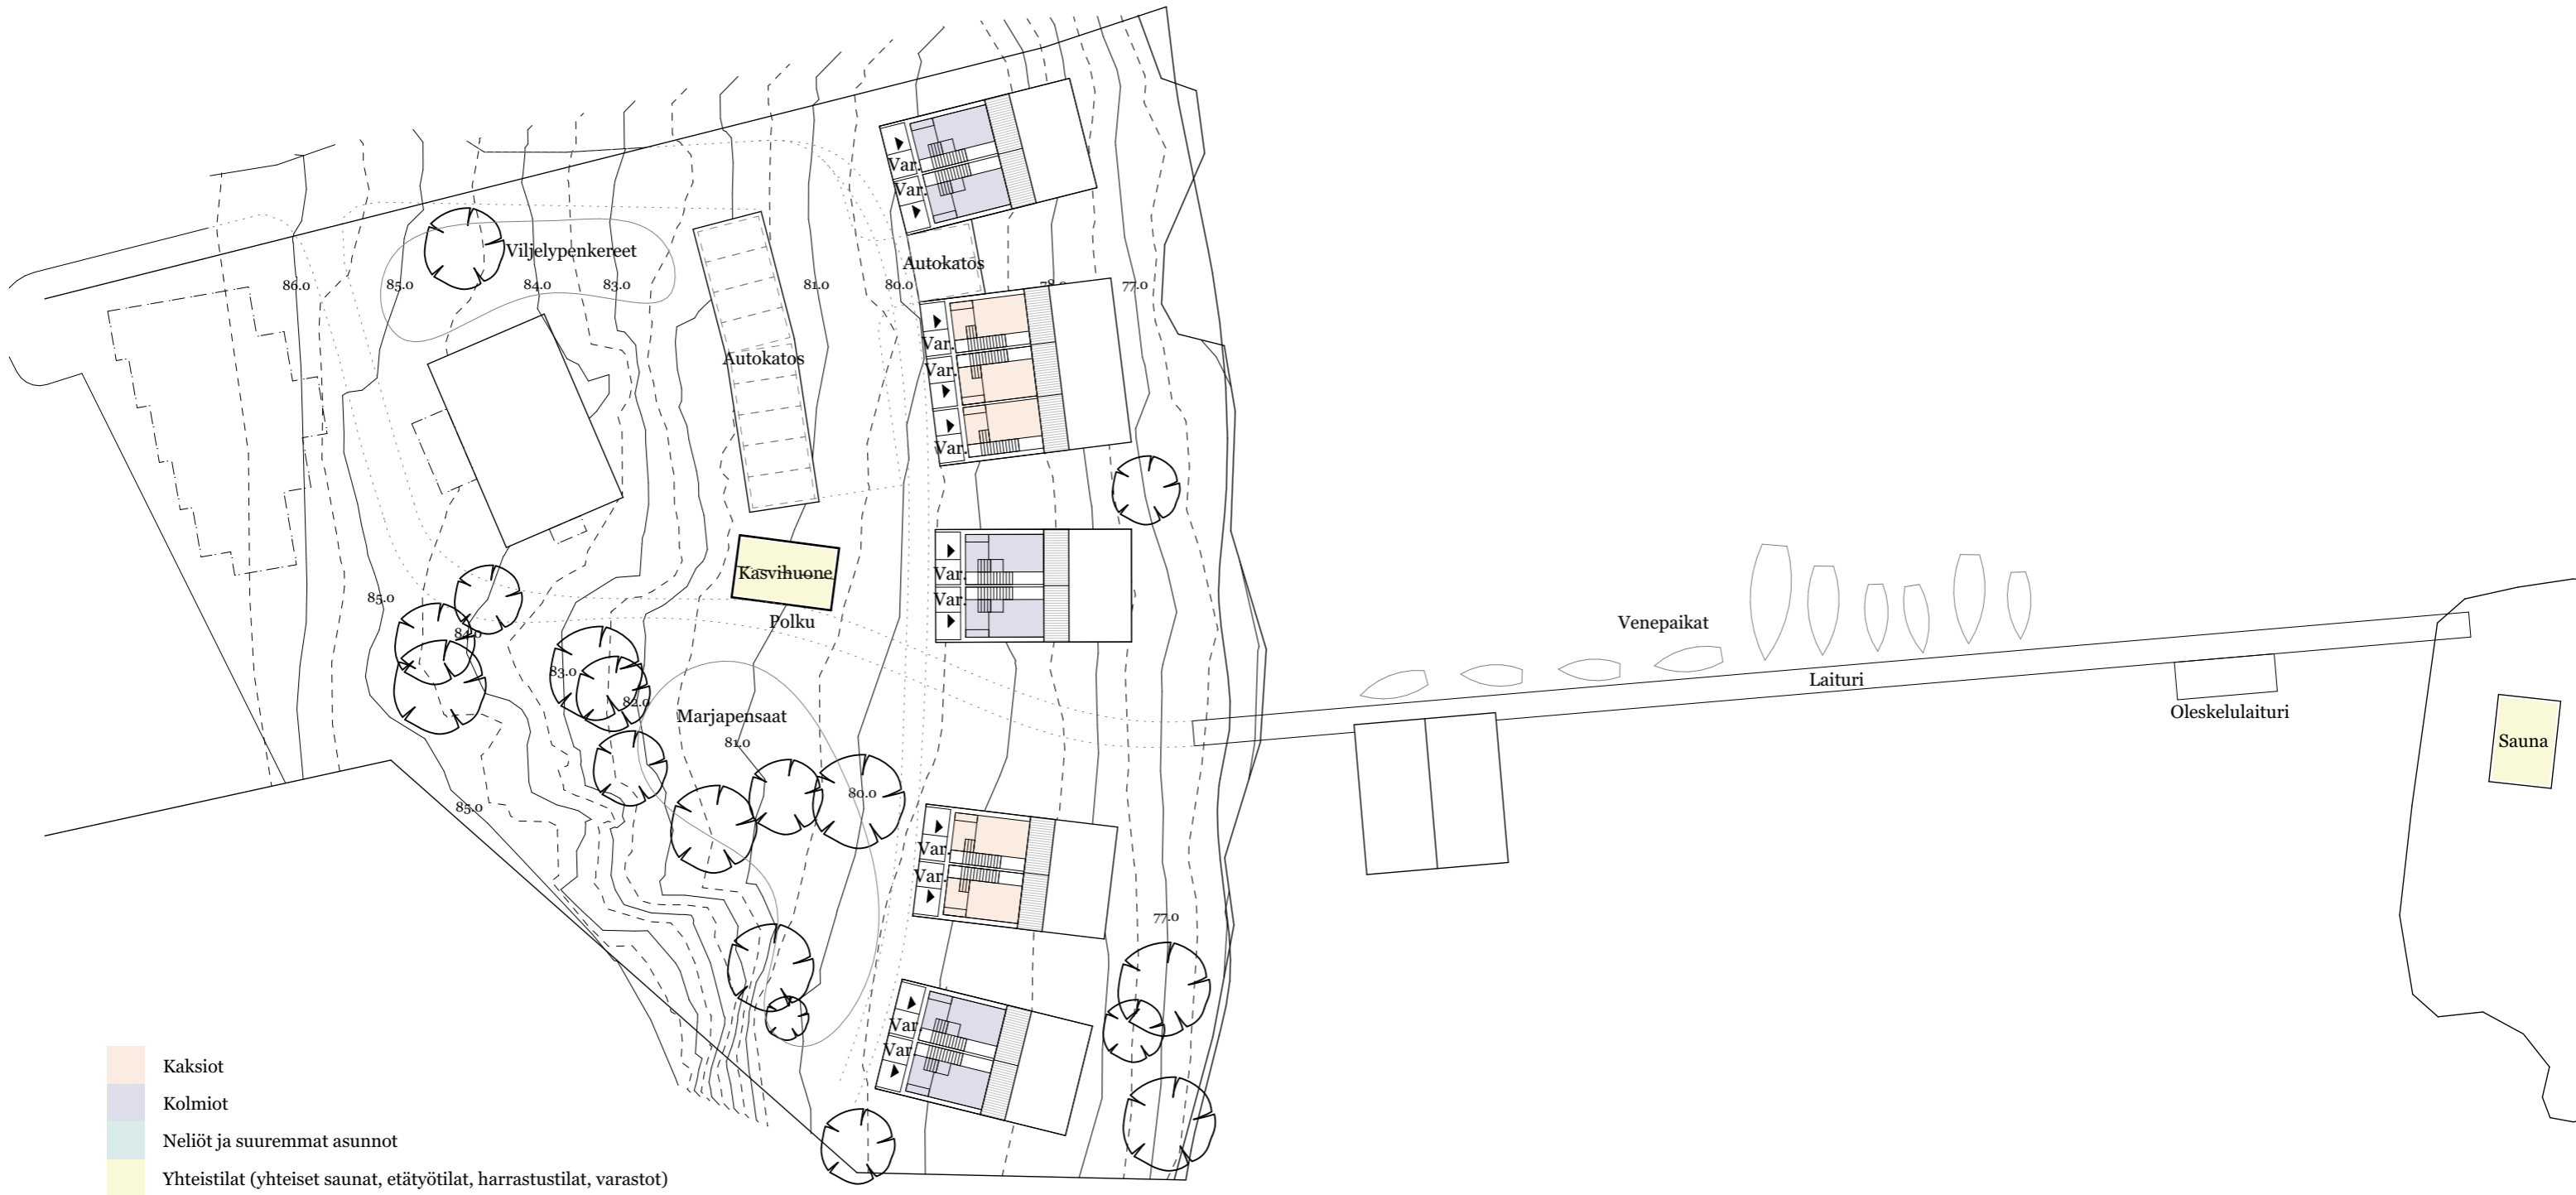 Var.
Var.
Viljelypenkereet
Autokatos
86.0
85.0
84.0
83.0
81.0
80.0
77.0
Var.
Autokatos
Var.
Var.
Kasvihuone
Var.
85.0
Var.
Polku
Venepaikat
83.0
82.0
Laituri
Marjapensaat
Oleskelulaituri
81.0
Sauna
80.0
85.0
Var.
Var.
77.0
Var.
Var.
Kaksiot
Kolmiot
Neliöt ja suuremmat asunnot
Yhteistilat (yhteiset saunat, etätyötilat, harrastustilat, varastot)